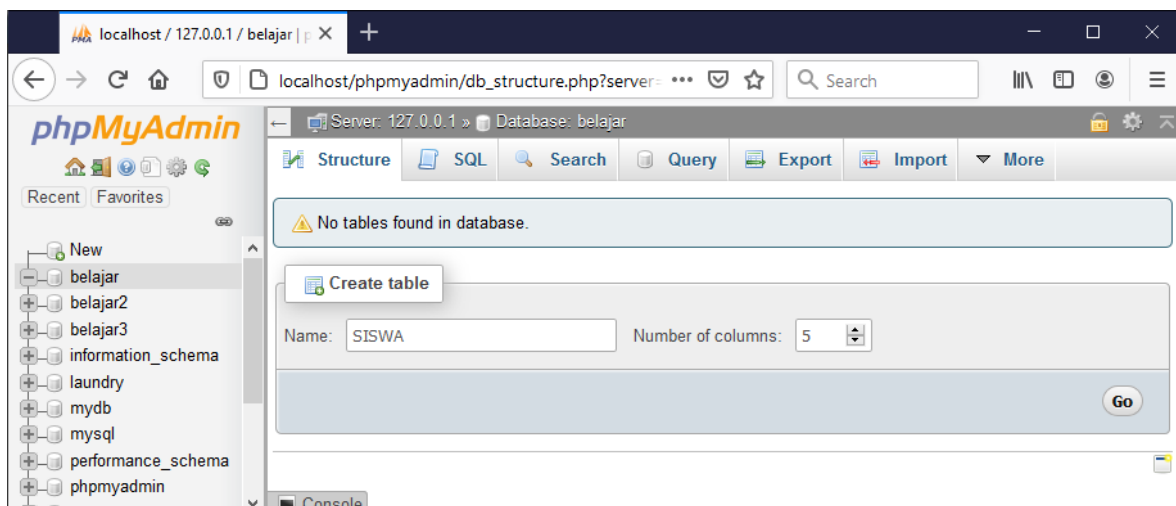 localhost / 127.0.0.1 / belajar | p
localhost/phpmyadmin/db_structure.php?server=
Search
phpMyAdmin
Recent Favorites
New
belajar
belajar2
belajar3
information_schema
laundry
mydb
mysql
performance_schema
phpmyadmin
Server: 127.0.0.1 » Database: belajar
Structure SQL Search Query Export Import More
No tables found in database.
Create table
Name: SISWA Number of columns: 5
Go
Console